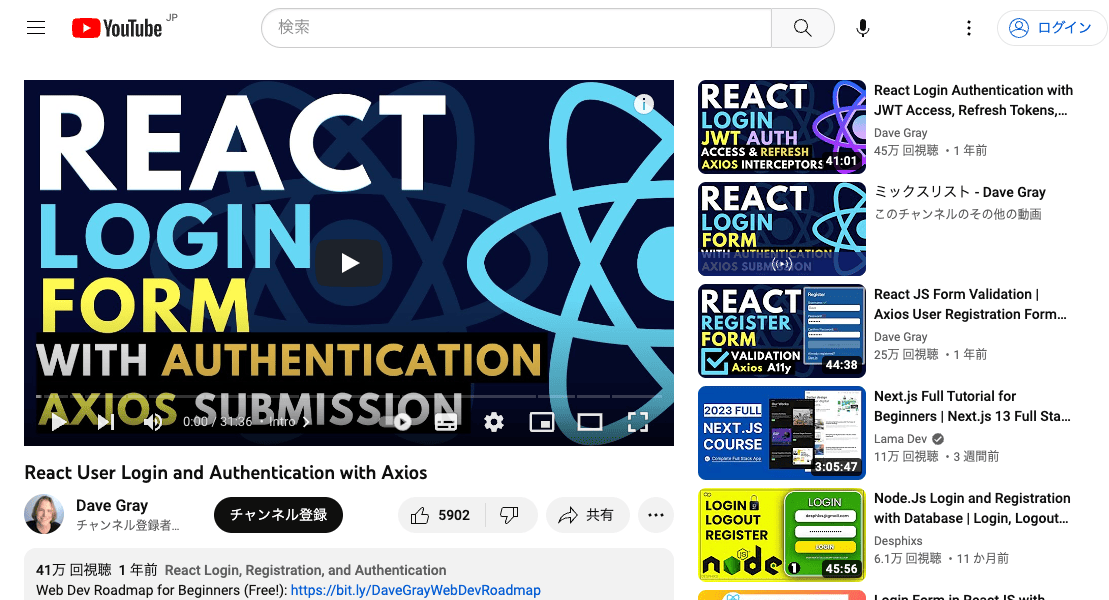 YouTube JP
検索
ログイン
REACT
LOGIN
FORM
WITH AUTHENTICATION
AXIOS SUBMISSION
0:00 / 31:36 • Intro
React User Login and Authentication with Axios
Dave Gray
チャンネル登録者...
チャンネル登録
5902
共有
41万 回視聴 1 年前 React Login, Registration, and Authentication
Web Dev Roadmap for Beginners (Free!): https://bit.ly/DaveGrayWebDevRoadmap
REACT
LOGIN
JWT AUTH
ACCESS & REFRESH
AXIOS INTERCEPTORS
41:01
React Login Authentication with
JWT Access, Refresh Tokens,...
Dave Gray
45万 回視聴 ・1 年前
REACT
LOGIN
FORM
WITH AUTHENTICATION
AXIOS SUBMISSION
ミックスリスト - Dave Gray
このチャンネルのその他の動画
REACT
REGISTER
FORM
VALIDATION
Axios A11y
Register
44:38
React JS Form Validation |
Axios User Registration Form...
Dave Gray
25万 回視聴 ・1 年前
2023 FULL
NEXT.JS
COURSE
Complete Full Stack App
3:05:47
Next.js Full Tutorial for
Beginners | Next.js 13 Full Sta...
Lama Dev
11万 回視聴 ・3 週間前
LOGIN
LOGOUT
REGISTER
node
LOGIN
desphixs@gmail.com
LOGIN
1
45:56
Node.Js Login and Registration
with Database | Login, Logout...
Desphixs
6.1万 回視聴 ・11 か月前
Login Form in React JS with